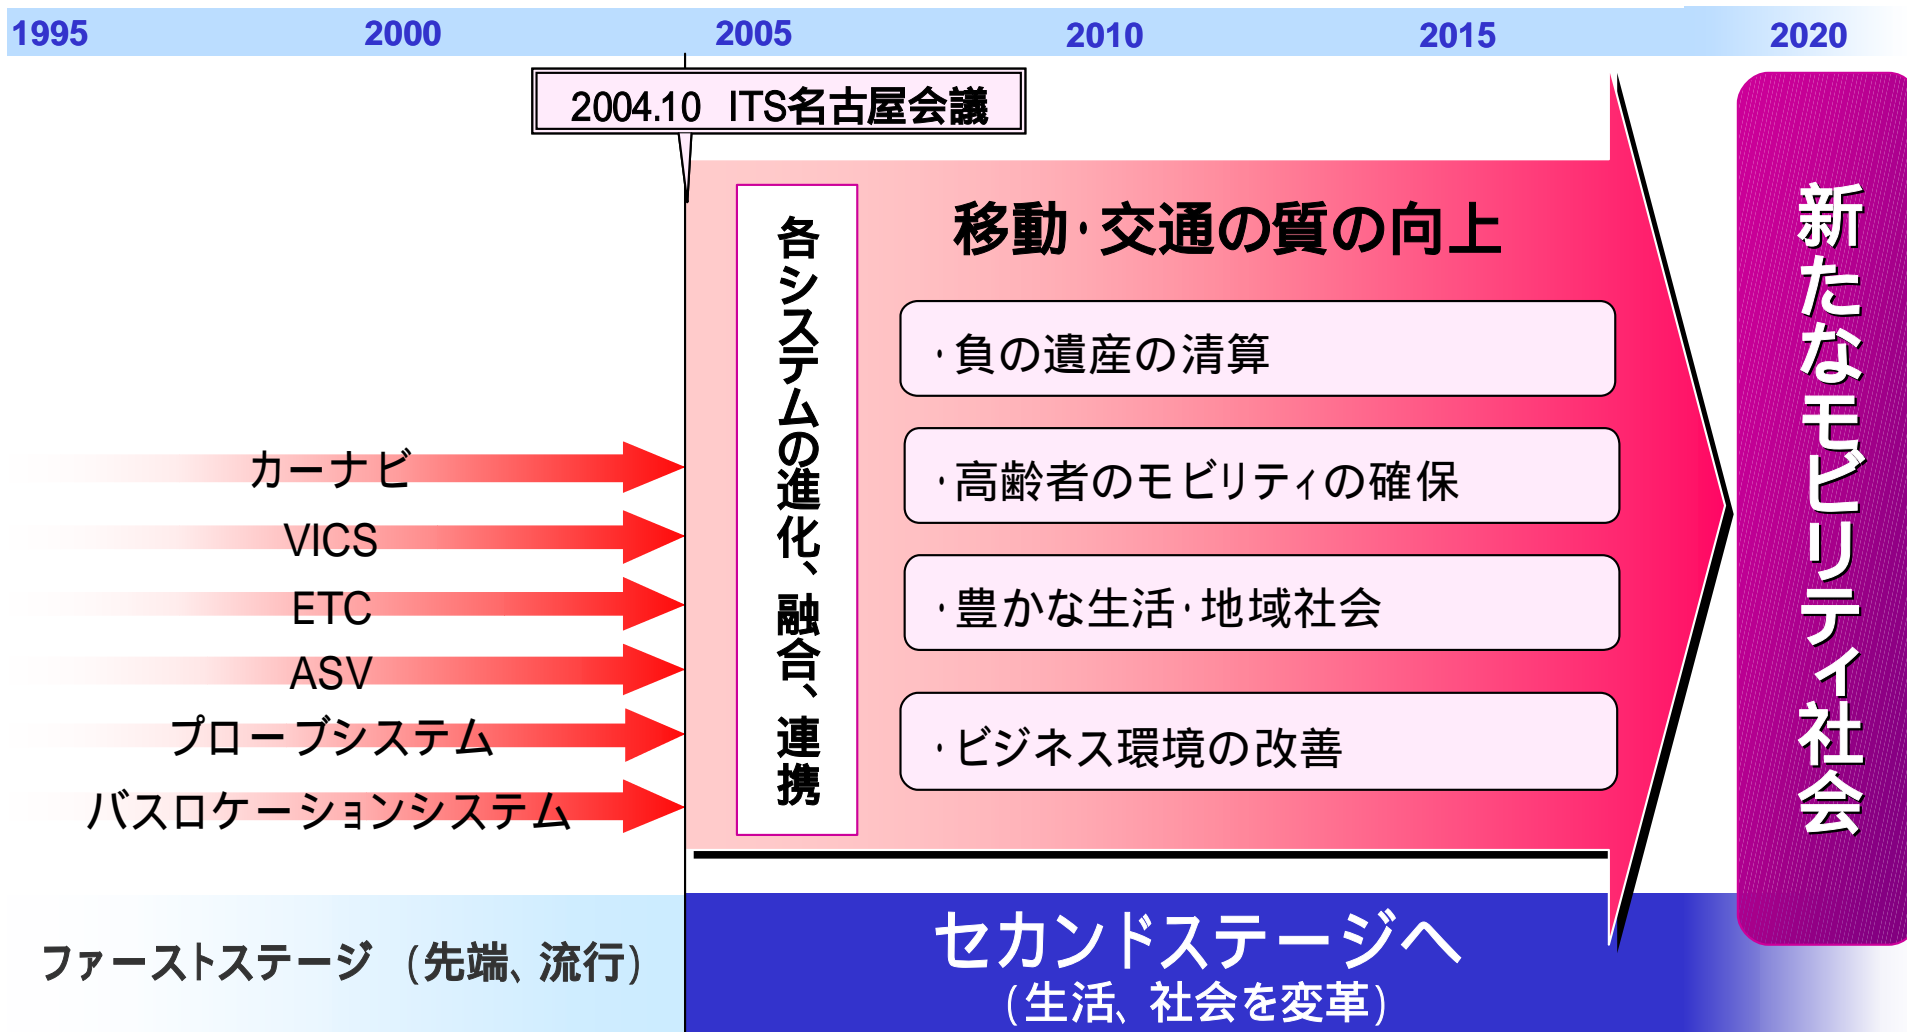 1995 2000 2005 2010 2015 2020
2004.10 ITS名古屋会議
カーナビ
VICS
ETC
ASV
プローブシステム
バスロケーションシステム
各システムの進化、融合、連携
移動・交通の質の向上
・負の遺産の清算
・高齢者のモビリティの確保
・豊かな生活・地域社会
・ビジネス環境の改善
新たなモビリティ社会
ファーストステージ (先端、流行)
セカンドステージへ
(生活、社会を変革)